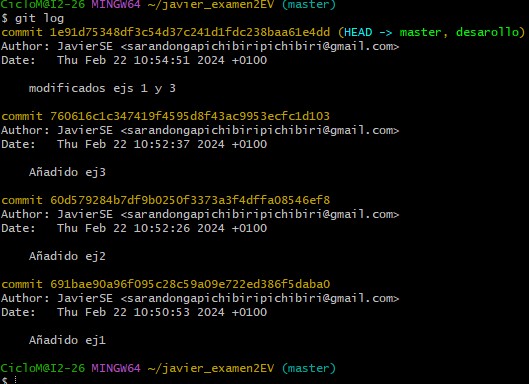 CicloM@I2-26 MINGW64 ~/javier_examen2EV (master)
$ git log
commit 1e91d75348df3c54d37c241d1fdc238baa61e4dd (HEAD -> master, desarollo)
Author: JavierSE <sarandongapichibiripichibiri@gmail.com>
Date:   Thu Feb 22 10:54:51 2024 +0100
modificados ejs 1 y 3
commit 760616c1c347419f4595d8f43ac9953ecfc1d103
Author: JavierSE <sarandongapichibiripichibiri@gmail.com>
Date:   Thu Feb 22 10:52:37 2024 +0100
Añadido ej3
commit 60d579284b7df9b0250f3373a3f4dffa08546ef8
Author: JavierSE <sarandongapichibiripichibiri@gmail.com>
Date:   Thu Feb 22 10:52:26 2024 +0100
Añadido ej2
commit 691bae90a96f095c28c59a09e722ed386f5daba0
Author: JavierSE <sarandongapichibiripichibiri@gmail.com>
Date:   Thu Feb 22 10:50:53 2024 +0100
Añadido ej1
CicloM@I2-26 MINGW64 ~/javier_examen2EV (master)
$